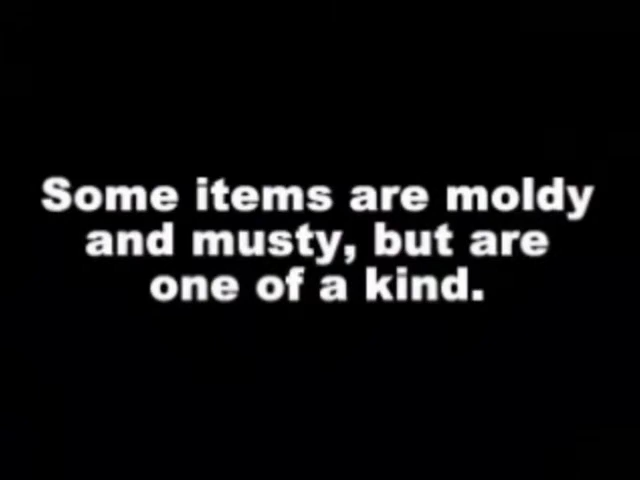 Some items are moldy
and musty, but are
one of a kind.